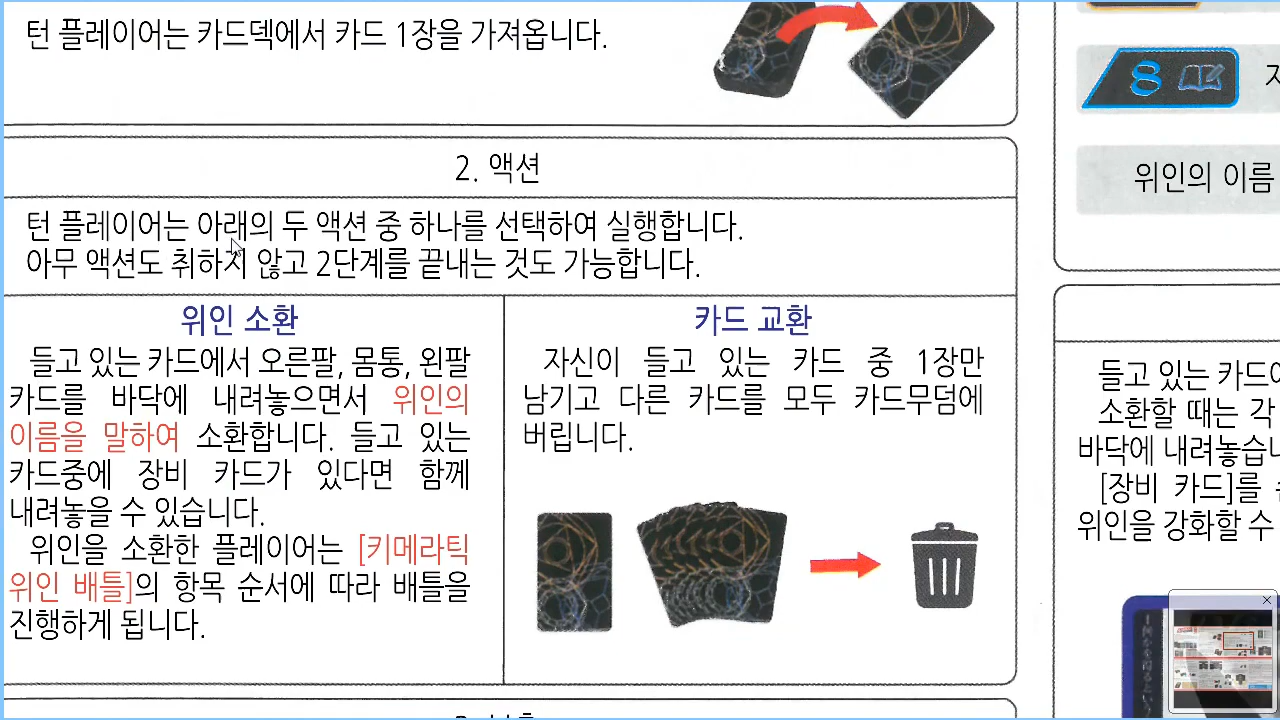 턴 플레이어는 카드덱에서 카드 1장을 가져옵니다.
2. 액션
턴 플레이어는 아래의 두 액션 중 하나를 선택하여 실행합니다.
아무 액션도 취하지 않고 2단계를 끝내는 것도 가능합니다.
위인 소환
들고 있는 카드에서 오른팔, 몸통, 왼팔
카드를 바닥에 내려놓으면서 위인의
이름을 말하여 소환합니다. 들고 있는
카드중에 장비 카드가 있다면 함께
내려놓을 수 있습니다.
위인을 소환한 플레이어는 [키메라틱
위인 배틀]의 항목 순서에 따라 배틀을
진행하게 됩니다.
카드 교환
자신이 들고 있는 카드 중 1장만
남기고 다른 카드를 모두 카드무덤에
버립니다.
8
위인의 이름
들고 있는
소환할 때는 각
바닥에
[장비 카드]를
위인을 강화할 수